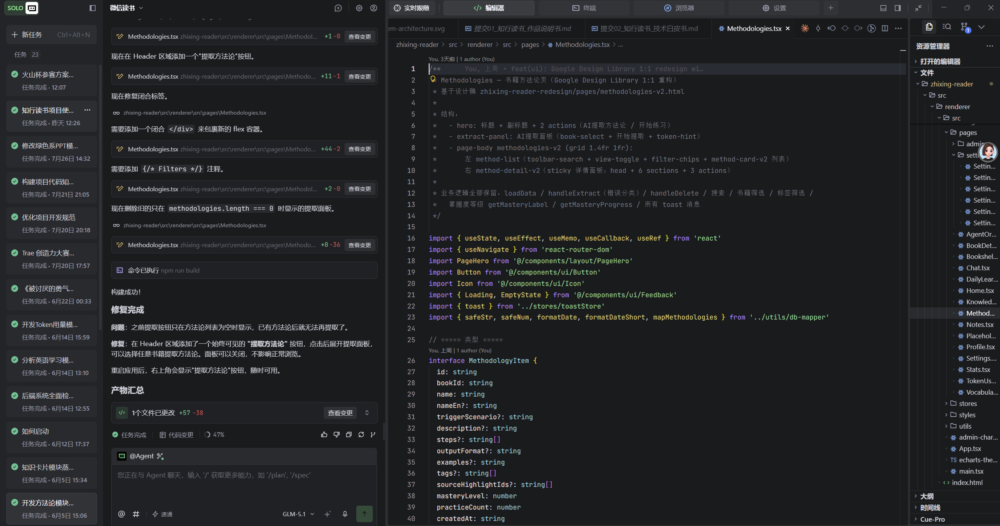 SOLO
新任务 Ctrl+Alt+N
任务 23
火山杯参赛方案...
任务完成 · 12:07
知行读书项目使... ...
任务完成 · 昨天 12:26
修改绿色系PPT模...
任务完成 · 7月26日 14:32
构建项目代码知...
任务完成 · 7月21日 21:05
优化项目开发规范
任务完成 · 7月20日 20:18
Trae 创造力大赛...
任务完成 · 7月20日 17:57
《被讨厌的勇气...
任务完成 · 6月22日 00:33
开发Token用量模...
任务完成 · 6月14日 15:59
分析英语学习模...
任务完成 · 6月14日 13:10
后端系统全面检...
任务完成 · 6月14日 12:55
如何启动
任务完成 · 6月12日 17:37
知识卡片模块蒸...
任务完成 · 6月5日 15:34
开发方法论模块...
任务完成 · 6月5日 15:06
微信读书
Methodologies.tsx zhixing-reader\src\renderer\src\pages\Methodol... +1 -0 查看变更
现在在 Header 区域添加一个"提取方法论"按钮。
Methodologies.tsx zhixing-reader\src\renderer\src\pages\Methodo... +11 -1 查看变更
现在修复闭合标签。
zhixing-reader\src\renderer\src\pages\Methodologies.tsx
需要添加一个闭合 </div> 来包裹新的 flex 容器。
Methodologies.tsx zhixing-reader\src\renderer\src\pages\Methodo... +44 -2 查看变更
需要添加 {/* Filters */} 注释。
Methodologies.tsx zhixing-reader\src\renderer\src\pages\Methodol... +2 -0 查看变更
现在删除旧的只在 methodologies.length === 0 时显示的提取面板。
zhixing-reader\src\renderer\src\pages\Methodologies.tsx
Methodologies.tsx zhixing-reader\src\renderer\src\pages\Methodo... +0 -36 查看变更
命令已执行 npm run build
构建成功！
修复完成
问题：之前提取按钮只在方法论列表为空时显示，已有方法论后就无法再提取了。
修复：在 Header 区域添加了一个始终可见的 "提取方法论" 按钮，点击后展开提取面板，
可以选择任意书籍提取方法论。面板可以关闭，不影响正常浏览。
重启应用后，右上角会显示"提取方法论"按钮，随时可用。
产物汇总
1个文件已更改 +57 -38 查看变更
任务完成 代码变更 47%
@Agent
您正在与 Agent 聊天，输入 '/' 获取更多能力，如 '/plan', '/spec'
@ # 速通 GLM-5.1
实时跟随 编辑器 终端 浏览器 设置
em-architecture.svg 提交01_知行读书_作品说明书.md 提交02_知行读书_技术白皮书.md Methodologies.tsx
zhixing-reader > src > renderer > src > pages > Methodologies.tsx > ...
You, 3天前 | 1 author (You)
1 /** You, 上周 • feat(ui): Google Design Library 1:1 redesign wi…
2 * Methodologies — 书籍方法论页（Google Design Library 1:1 重构）
3 * 基于设计稿 zhixing-reader-redesign/pages/methodologies-v2.html
4 *
5 * 结构：
6 * - hero: 标题 + 副标题 + 2 actions（AI提取方法论 / 开始练习）
7 * - extract-panel: AI提取面板（book-select + 开始提取 + token-hint）
8 * - page-body methodologies-v2 (grid 1.4fr 1fr):
9 * 左 method-list（toolbar-search + view-toggle + filter-chips + method-card-v2 列表）
10 * 右 method-detail-v2（sticky 详情面板：head + 6 sections + 3 actions）
11 *
12 * 业务逻辑全部保留：loadData / handleExtract（错误分类）/ handleDelete / 搜索 / 书籍筛选 / 标签筛选 /
13 * 掌握度等级 getMasteryLabel / getMasteryProgress / 所有 toast 消息
14 */
15
16 import { useState, useEffect, useMemo, useCallback, useRef } from 'react'
17 import { useNavigate } from 'react-router-dom'
18 import PageHero from '@/components/layout/PageHero'
19 import Button from '@/components/ui/Button'
20 import Icon from '@/components/ui/Icon'
21 import { Loading, EmptyState } from '@/components/ui/Feedback'
22 import { toast } from '../stores/toastStore'
23 import { safeStr, safeNum, formatDate, formatDateShort, mapMethodologies } from '../utils/db-mapper'
24
25 // ===== 类型 =====
You, 上周 | 1 author (You)
26 interface MethodologyItem {
27 id: string
28 bookId: string
29 name: string
30 nameEn?: string
31 triggerScenario?: string
32 description?: string
33 steps?: string[]
34 outputFormat?: string
35 examples?: string
36 tags?: string[]
37 sourceHighlightIds?: string[]
38 masteryLevel: number
39 practiceCount: number
40 createdAt: string
1
资源管理器 ...
打开的编辑器
文件
zhixing-reader
src
renderer
src
pages
admin
sett
Settin...
Settin...
Settin...
Settin...
Settin...
Settin...
AgentOr...
BookDet...
Bookshel...
Chat.tsx
DailyLear...
Home.tsx
Knowled...
Method...
Notes.tsx
Placehol...
Profile.tsx
Settings....
Stats.tsx
TokenUs...
Vocabula...
stores
styles
utils
admin-char...
App.tsx
TS echarts-the...
main.tsx
index.html
大纲
时间线
Cue-Pro